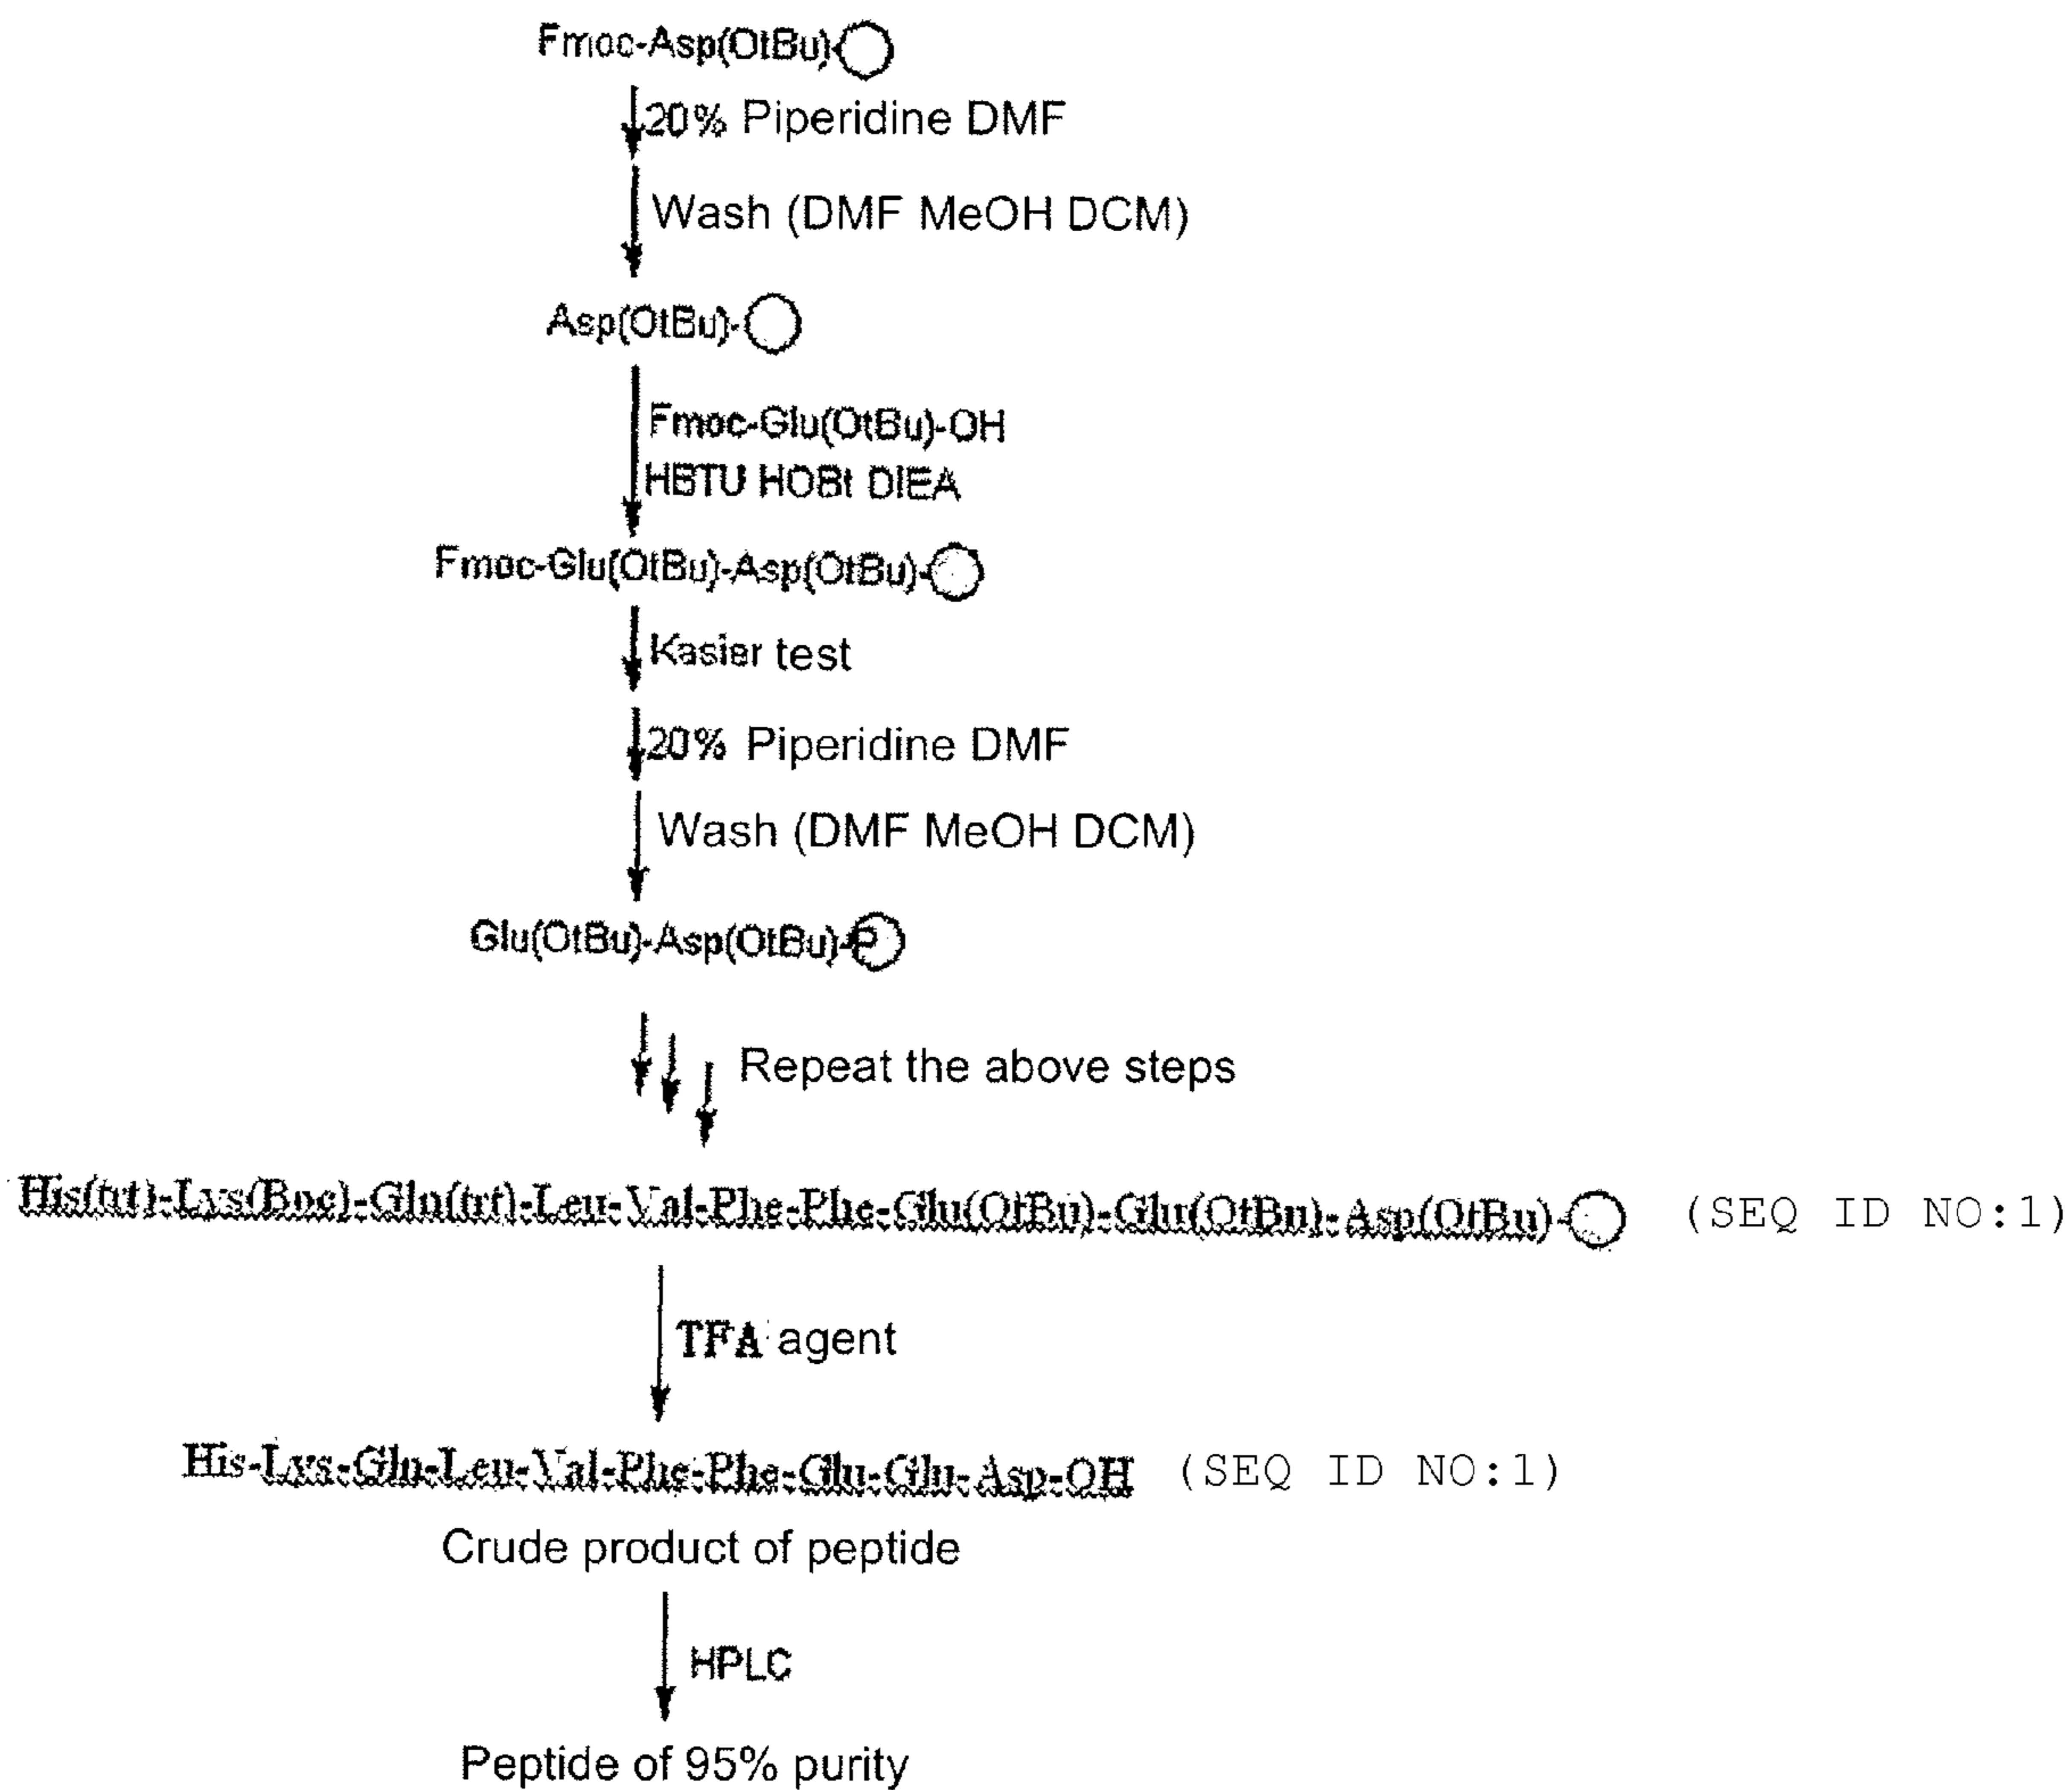 Fmoc-Asp(OtBu)-
20% Piperidine DMF
Wash (DMF MeOH DCM)
Asp(OtBu)-
Fmoc-Glu(OtBu)-OH
HBTU HOBt DIEA
Fmoc-Glu(OtBu)-Asp(OtBu)-
Kasier test
20% Piperidine DMF
Wash (DMF MeOH DCM)
Glu(OtBu)-Asp(OtBu)-P
Repeat the above steps
His(trt)-Lys(Boc)-Gln(trt)-Leu-Val-Phe-Phe-Glu(OtBu)-Glu(OtBu)-Asp(OtBu)- (SEQ ID NO:1)
TFA agent
His-Lys-Gln-Leu-Val-Phe-Phe-Glu-Glu-Asp-OH (SEQ ID NO:1)
Crude product of peptide
HPLC
Peptide of 95% purity